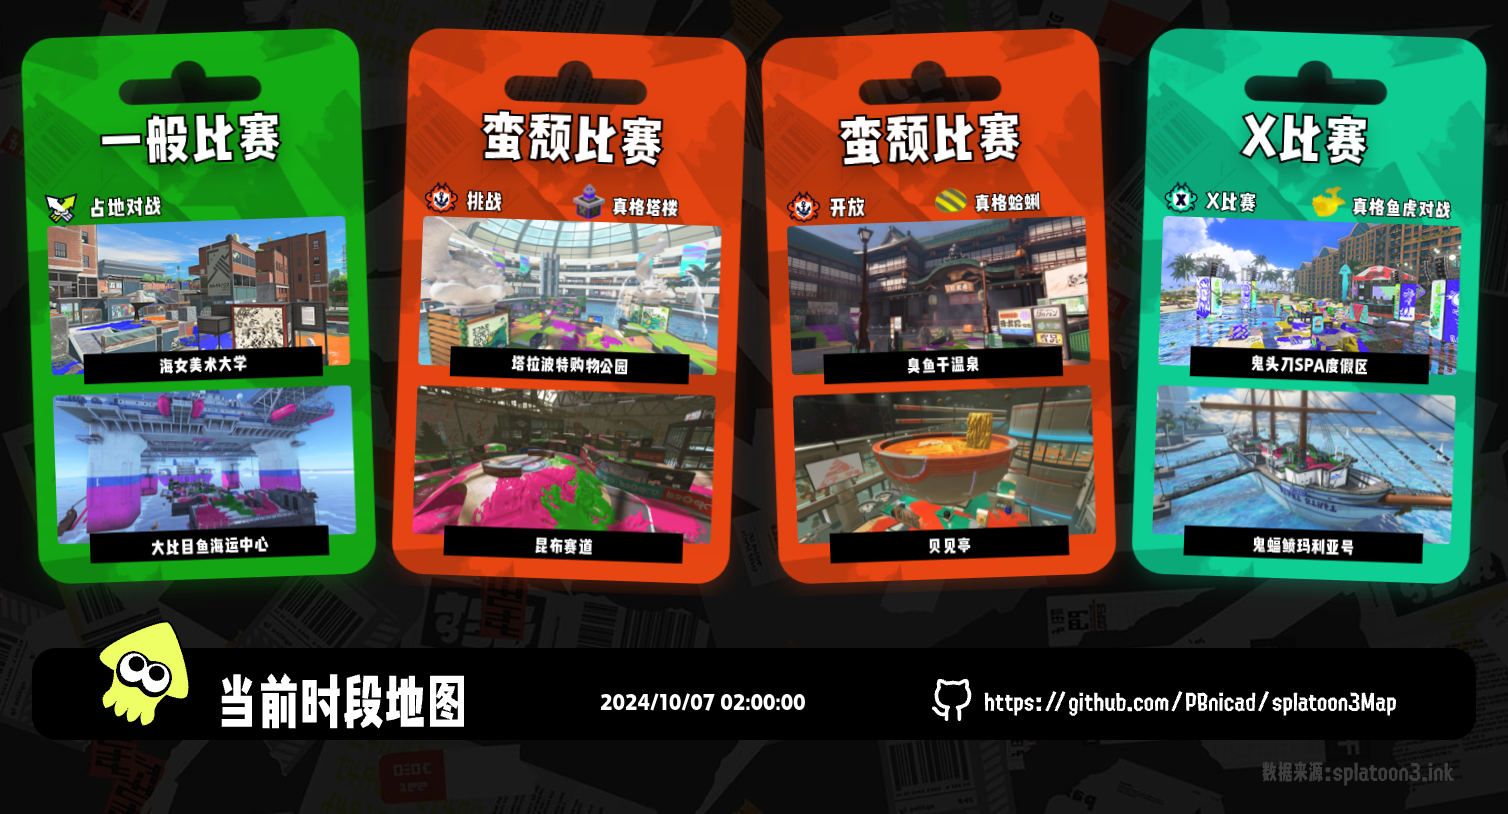 一般比赛
占地对战
海女美术大学
大比目鱼海运中心
蛮颓比赛
挑战
真格塔楼
塔拉波特购物公园
昆布赛道
蛮颓比赛
开放
真格蛤蜊
臭鱼干温泉
贝贝亭
X比赛
X比赛
真格鱼虎对战
鬼头刀SPA度假区
鬼蝠鲼玛利亚号
当前时段地图
2024/10/07 02:00:00
https://github.com/PBnicad/splatoon3Map
数据来源:splatoon3.ink